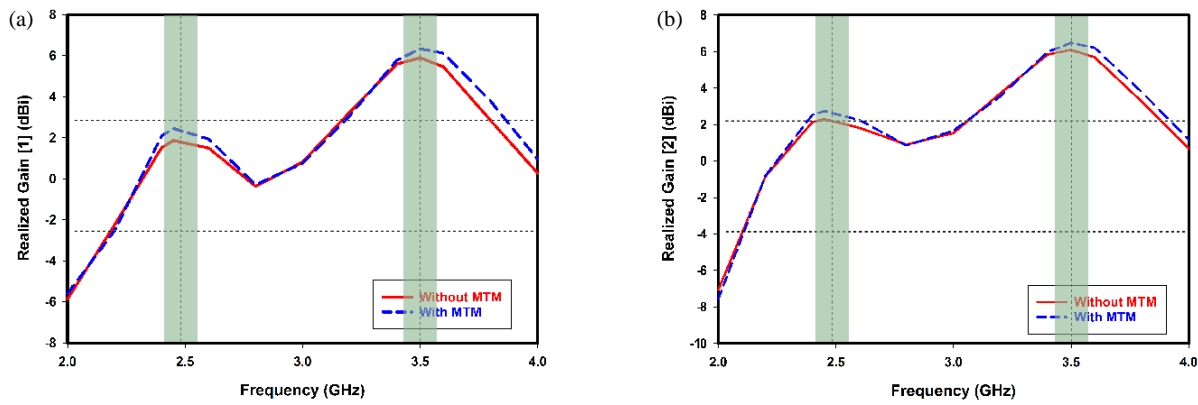 (a)
Realized Gain [1] (dBi)
8
6
4
2
0
-2
-4
-6
-8
Without MTM
With MTM
2.0 2.5 3.0 3.5 4.0
Frequency (GHz)
(b)
Realized Gain [2] (dBi)
8
6
4
2
0
-2
-4
-6
-8
-10
Without MTM
With MTM
2.0 2.5 3.0 3.5 4.0
Frequency (GHz)